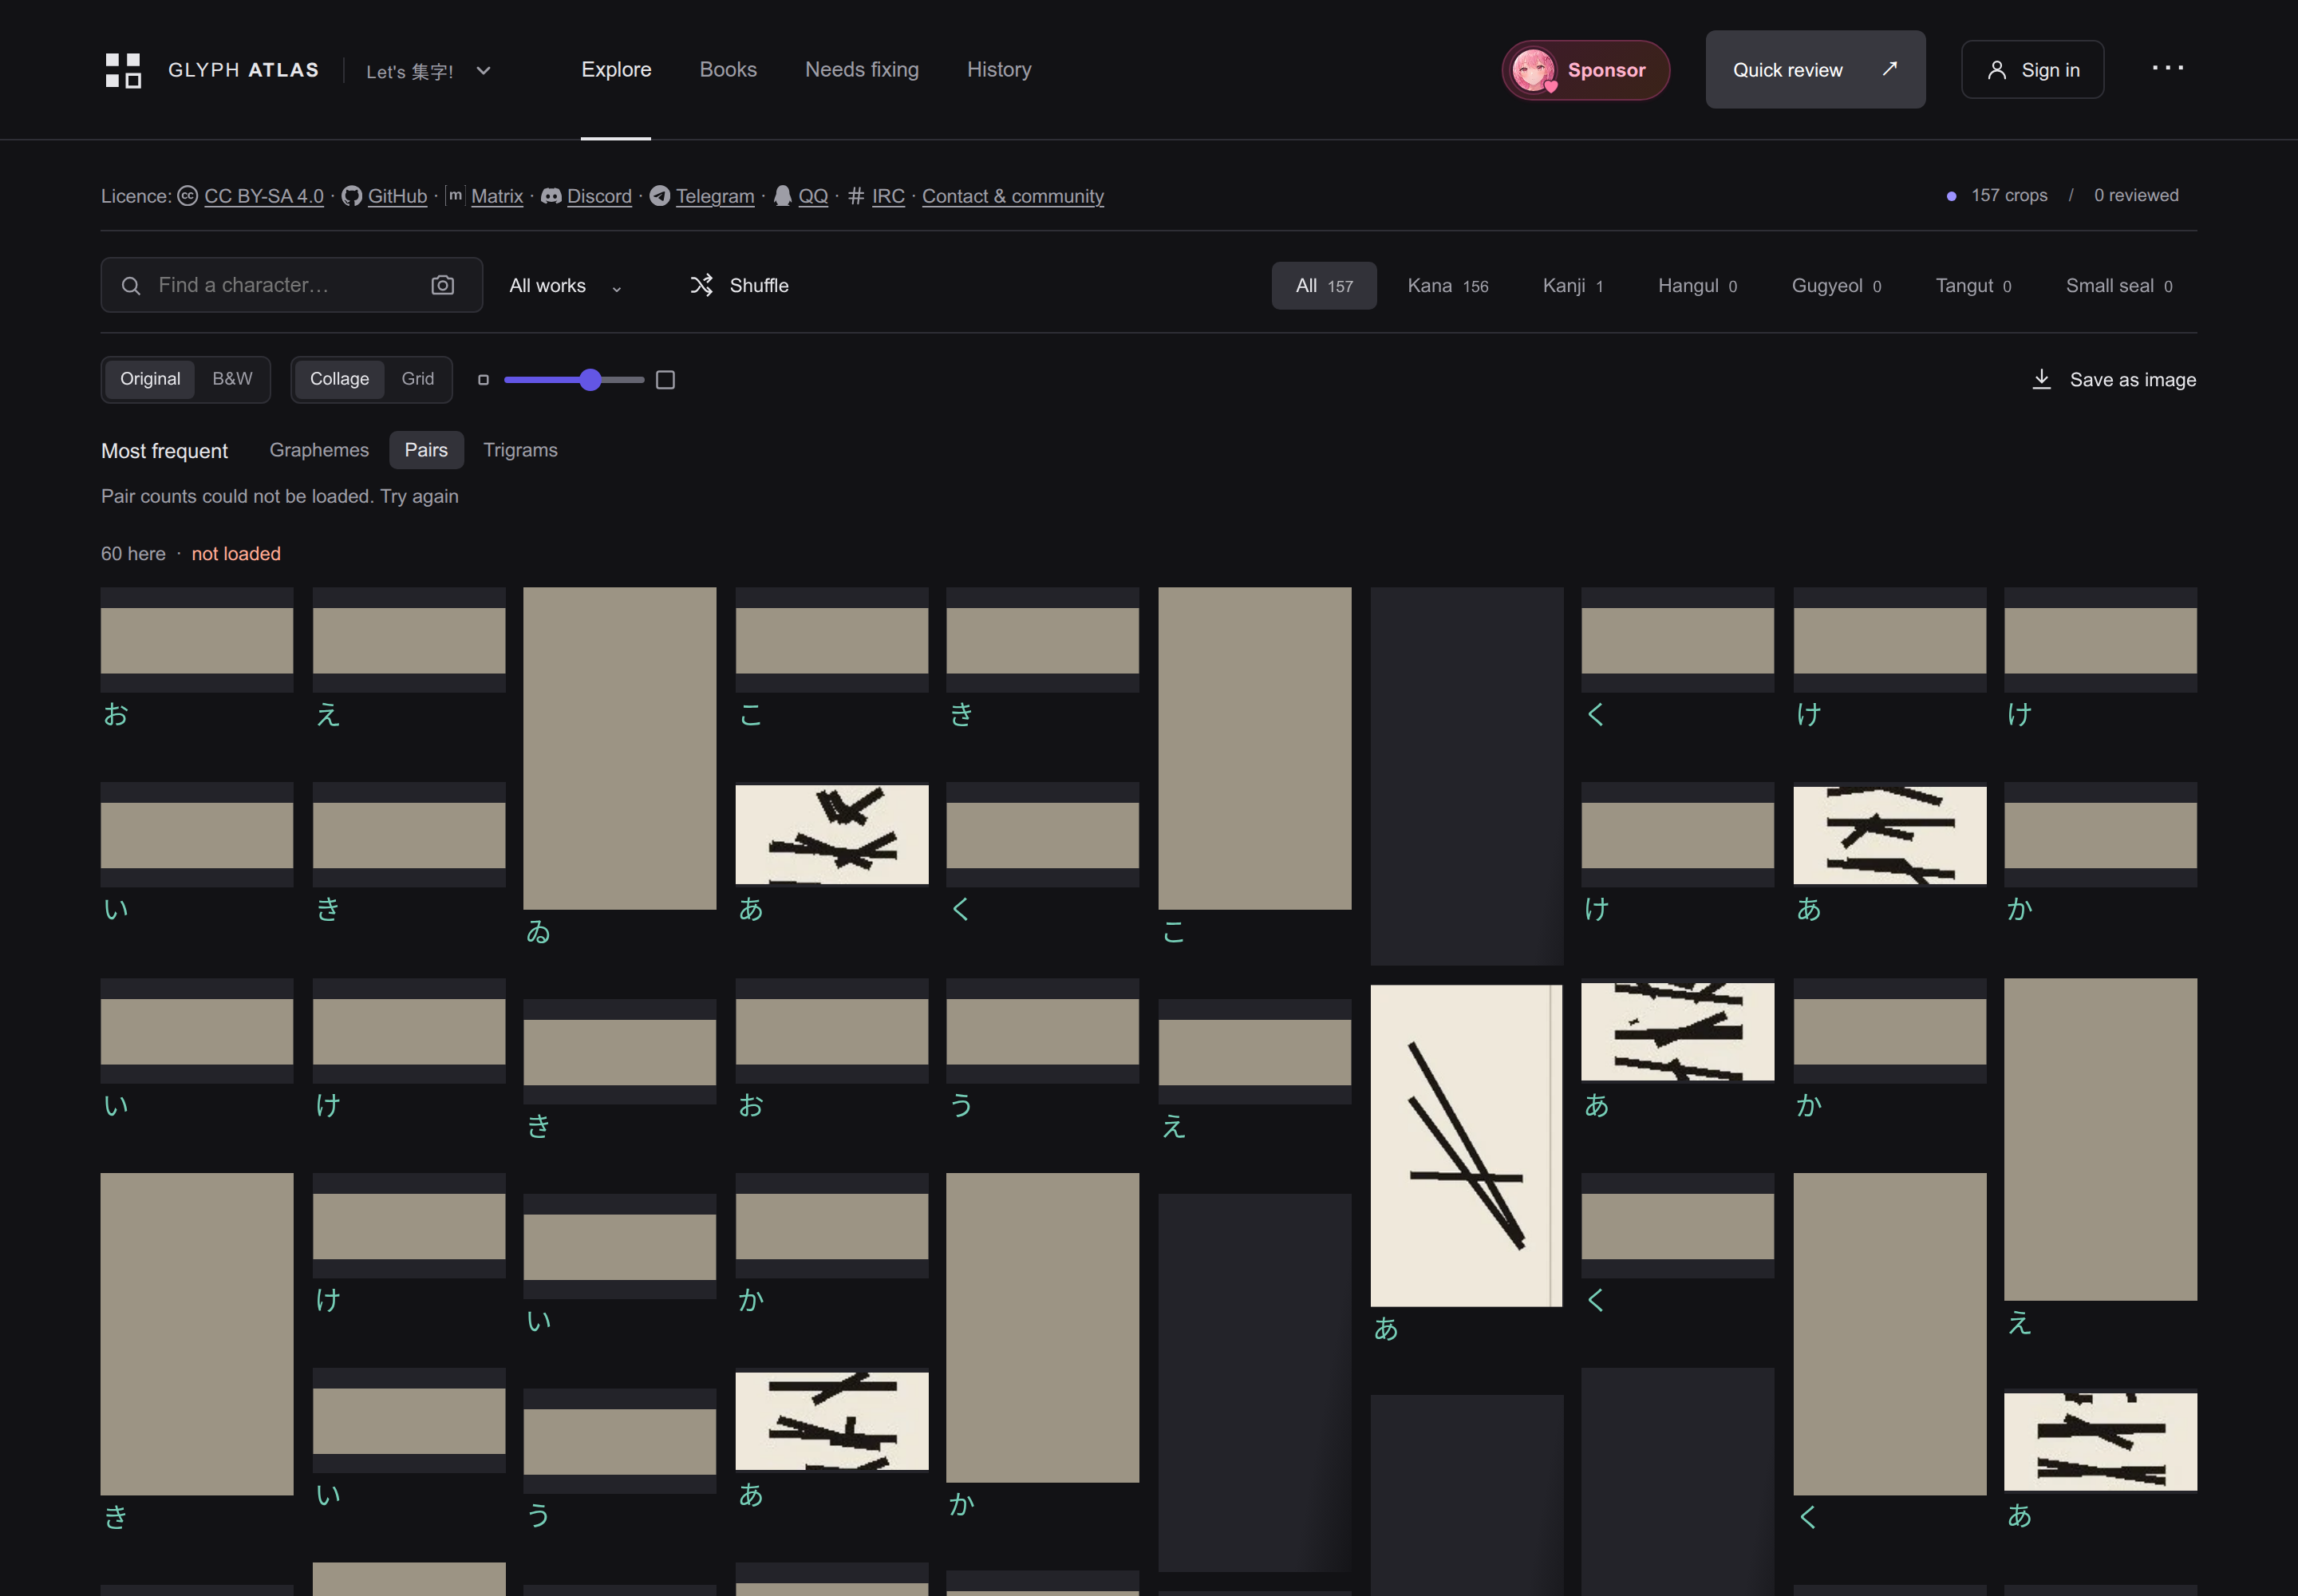 GLYPH ATLAS Let's 集字! Explore Books Needs fixing History Sponsor Quick review Sign in
Licence: CC BY-SA 4.0 · GitHub · [m] Matrix · Discord · Telegram · QQ · IRC · Contact & community 157 crops / 0 reviewed
Find a character… All works Shuffle All 157 Kana 156 Kanji 1 Hangul 0 Gugyeol 0 Tangut 0 Small seal 0
Original B&W Collage Grid Save as image
Most frequent Graphemes Pairs Trigrams
Pair counts could not be loaded. Try again
60 here · not loaded
お え こ き く け け
い き あ く け あ か
ゐ こ
い け お う あ か
き え
け か く
い あ え
い あ か
き う く あ